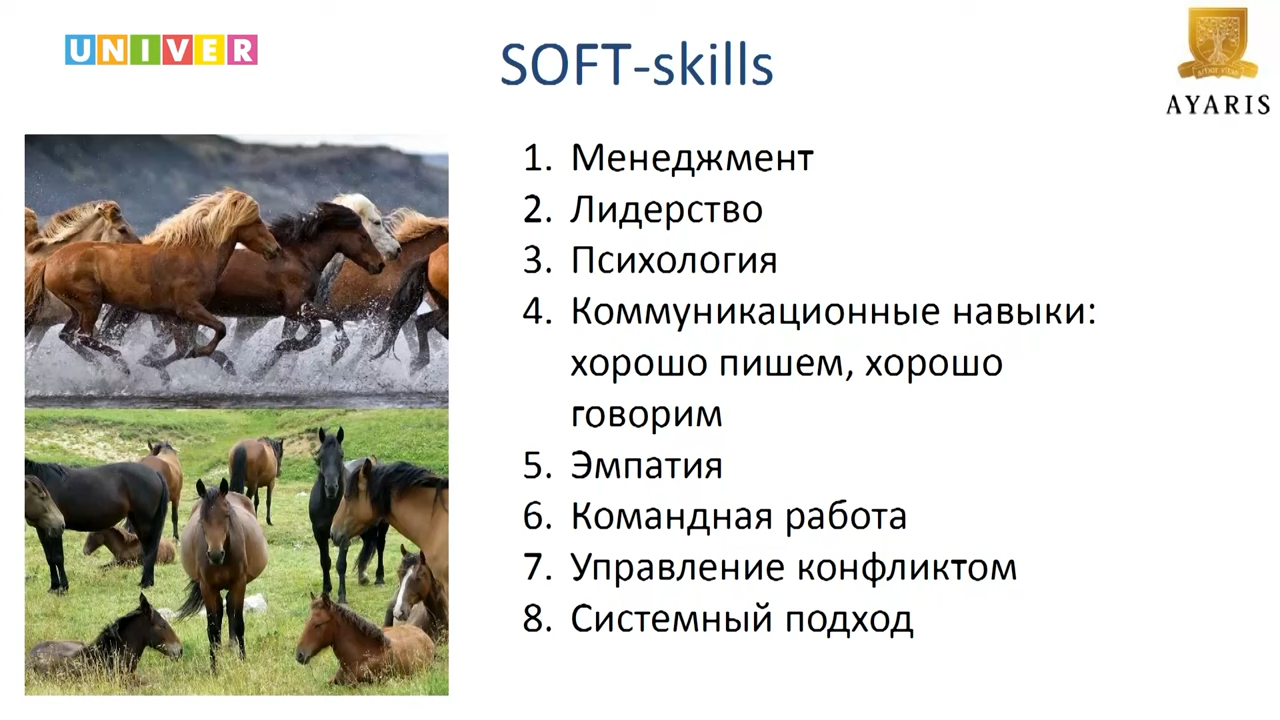 UNIVER
SOFT-skills
AYARIS
1. Менеджмент
2. Лидерство
3. Психология
4. Коммуникационные навыки:
хорошо пишем, хорошо
говорим
5. Эмпатия
6. Командная работа
7. Управление конфликтом
8. Системный подход